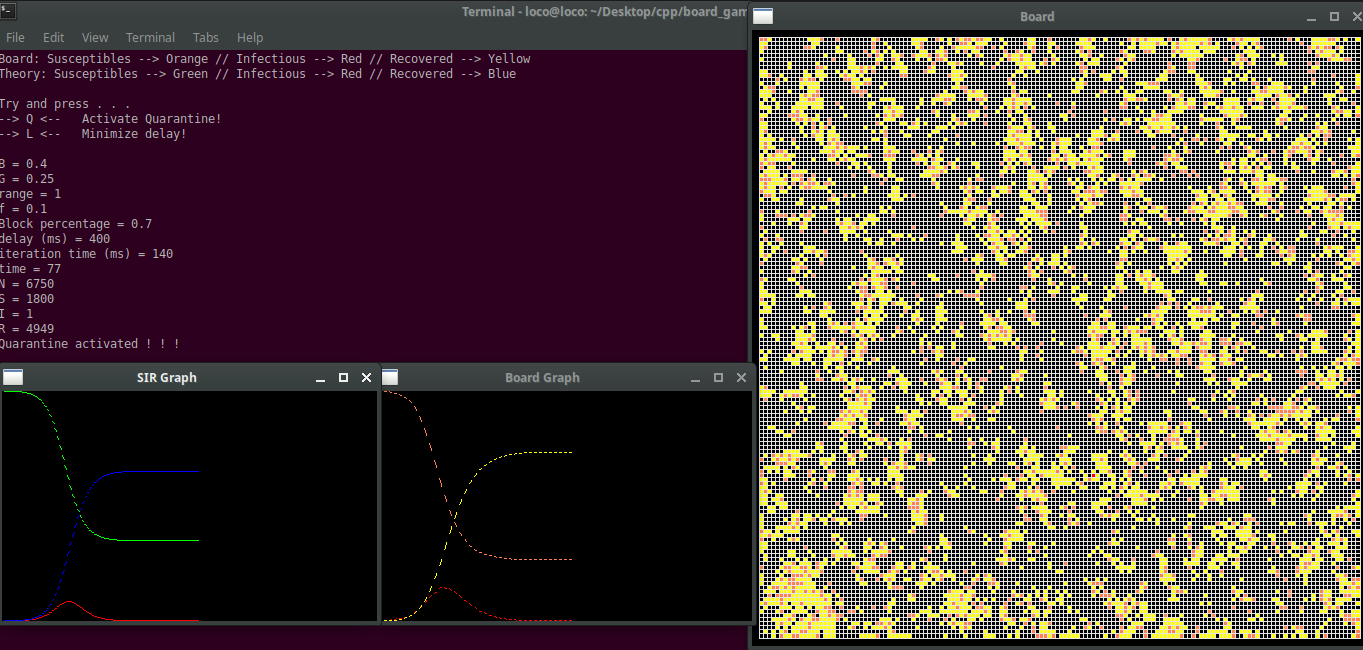 Terminal - loco@loco: ~/Desktop/cpp/board_gam
File Edit View Terminal Tabs Help
Board: Susceptibles --> Orange // Infectious --> Red // Recovered --> Yellow
Theory: Susceptibles --> Green // Infectious --> Red // Recovered --> Blue
Try and press . . .
--> Q <-- Activate Quarantine!
--> L <-- Minimize delay!
B = 0.4
G = 0.25
range = 1
f = 0.1
Block percentage = 0.7
delay (ms) = 400
iteration time (ms) = 140
time = 77
N = 6750
S = 1800
I = 1
R = 4949
Quarantine activated ! ! !
SIR Graph
Board Graph
Board